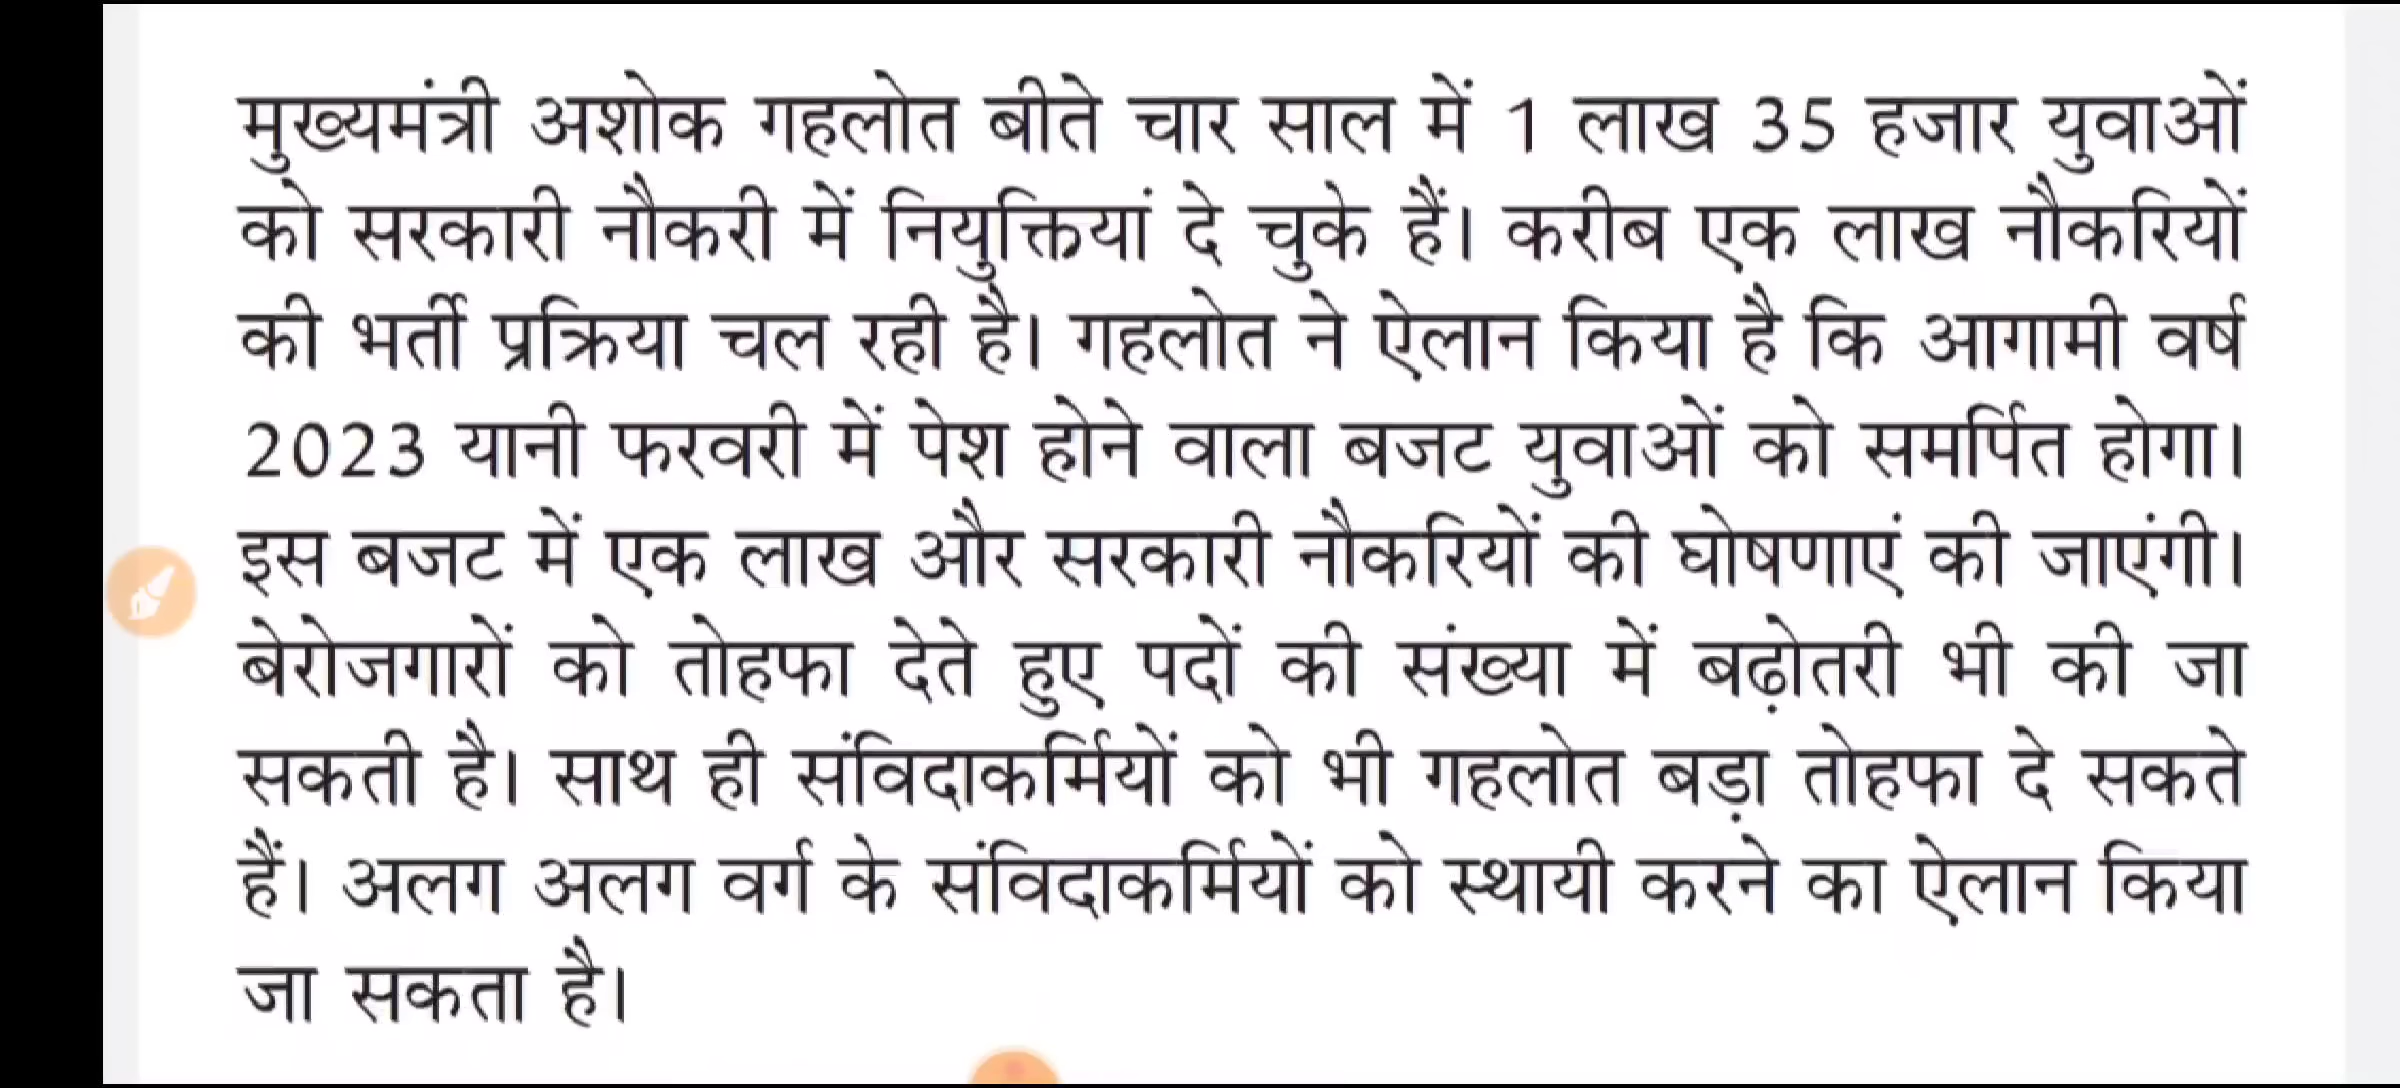 मुख्यमंत्री अशोक गहलोत बीते चार साल में 1 लाख 35 हजार युवाओं
को सरकारी नौकरी में नियुक्तियां दे चुके हैं। करीब एक लाख नौकरियों
की भर्ती प्रक्रिया चल रही है। गहलोत ने ऐलान किया है कि आगामी वर्ष
2023 यानी फरवरी में पेश होने वाला बजट युवाओं को समर्पित होगा।
इस बजट में एक लाख और सरकारी नौकरियों की घोषणाएं की जाएंगी।
बेरोजगारों को तोहफा देते हुए पदों की संख्या में बढ़ोतरी भी की जा
सकती है। साथ ही संविदाकर्मियों को भी गहलोत बड़ा तोहफा दे सकते
हैं। अलग अलग वर्ग के संविदाकर्मियों को स्थायी करने का ऐलान किया
जा सकता है।